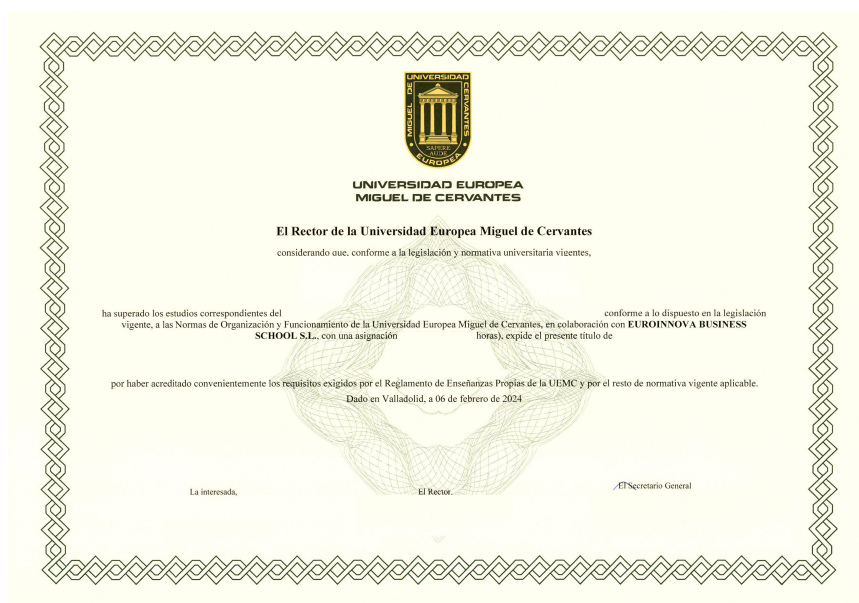 UNIVERSIDAD
MIGUEL DE
CERVANTES
SAPERE
AUDE
EUROPEA
UNIVERSIDAD EUROPEA
MIGUEL DE CERVANTES
El Rector de la Universidad Europea Miguel de Cervantes
considerando que, conforme a la legislación y normativa universitaria vigentes,
ha superado los estudios correspondientes del conforme a lo dispuesto en la legislación
vigente, a las Normas de Organización y Funcionamiento de la Universidad Europea Miguel de Cervantes, en colaboración con EUROINNOVA BUSINESS
SCHOOL S.L., con una asignación horas), expide el presente título de
por haber acreditado convenientemente los requisitos exigidos por el Reglamento de Enseñanzas Propias de la UEMC y por el resto de normativa vigente aplicable.
Dado en Valladolid, a 06 de febrero de 2024
La interesada,
El Rector,
El Secretario General